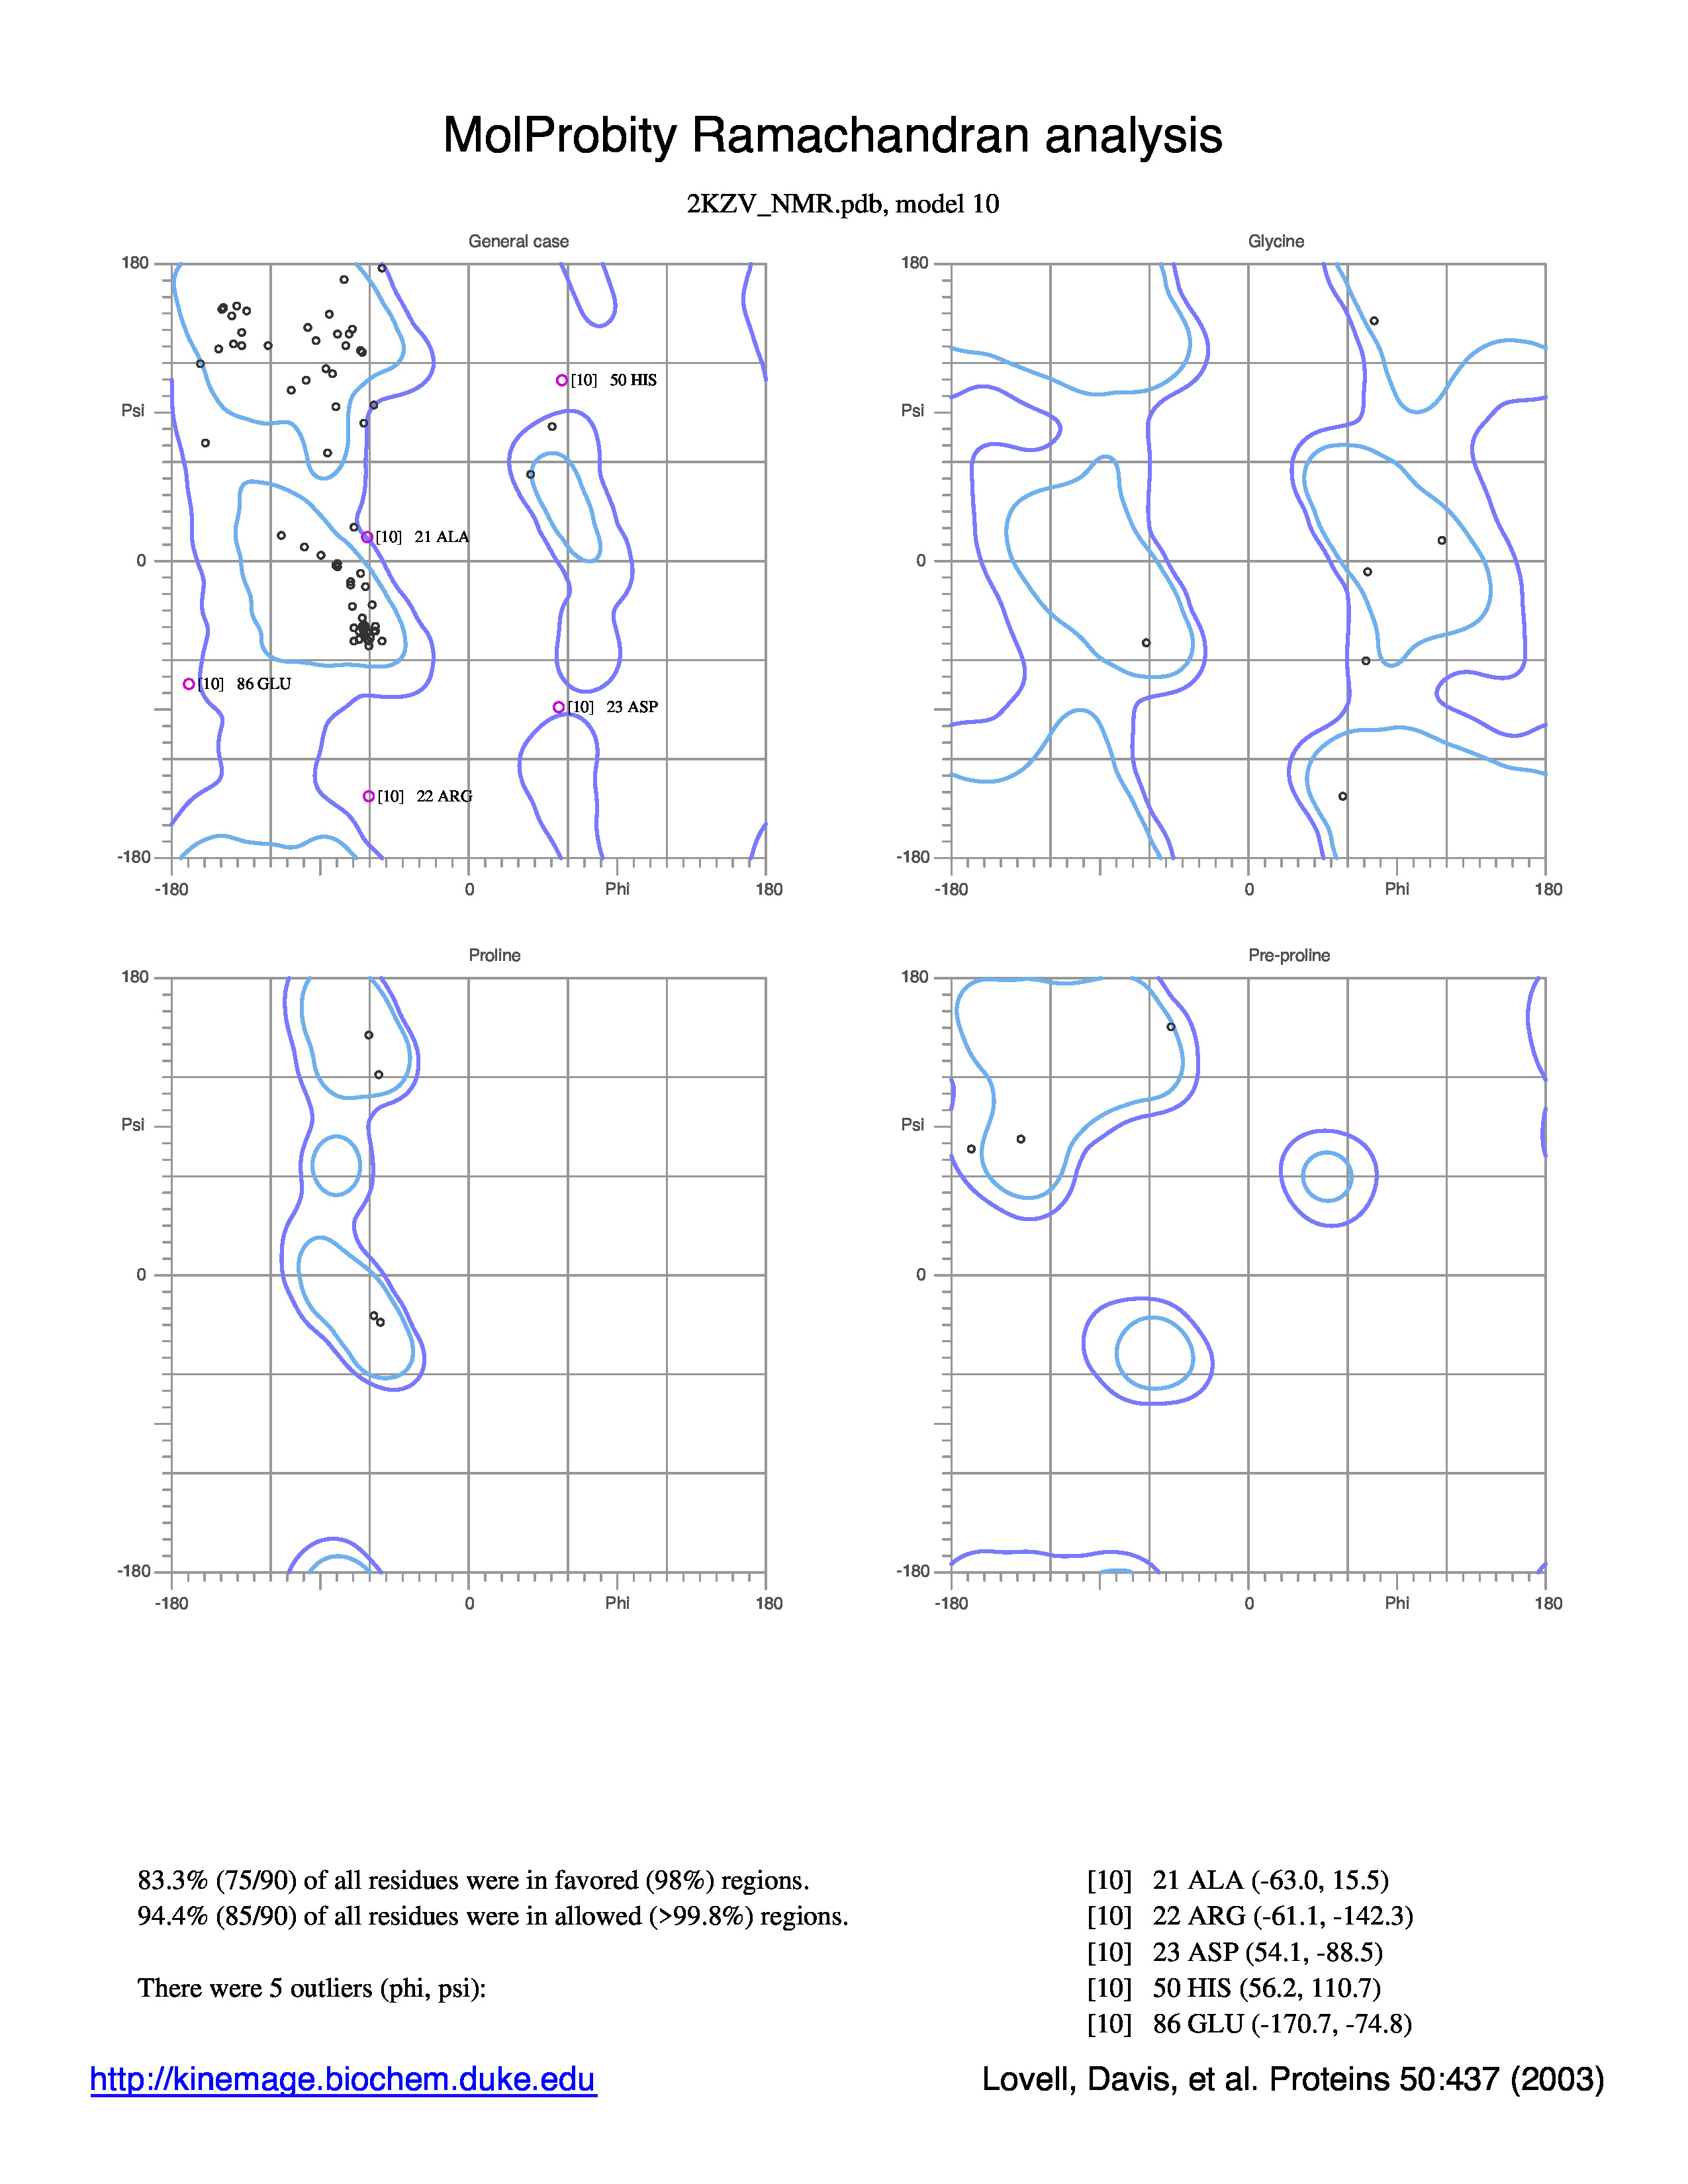 MolProbity Ramachandran analysis
2KZV_NMR.pdb, model 10
General case
180
Psi
0
-180
-180
0
Phi
180
[10] 50 HIS
[10] 21 ALA
[10] 86 GLU
[10] 23 ASP
[10] 22 ARG
Glycine
180
Psi
0
-180
-180
0
Phi
180
Proline
180
Psi
0
-180
-180
0
Phi
180
Pre-proline
180
Psi
0
-180
-180
0
Phi
180
83.3% (75/90) of all residues were in favored (98%) regions.
94.4% (85/90) of all residues were in allowed (>99.8%) regions.
There were 5 outliers (phi, psi):
[10] 21 ALA (-63.0, 15.5)
[10] 22 ARG (-61.1, -142.3)
[10] 23 ASP (54.1, -88.5)
[10] 50 HIS (56.2, 110.7)
[10] 86 GLU (-170.7, -74.8)
http://kinemage.biochem.duke.edu
Lovell, Davis, et al. Proteins 50:437 (2003)